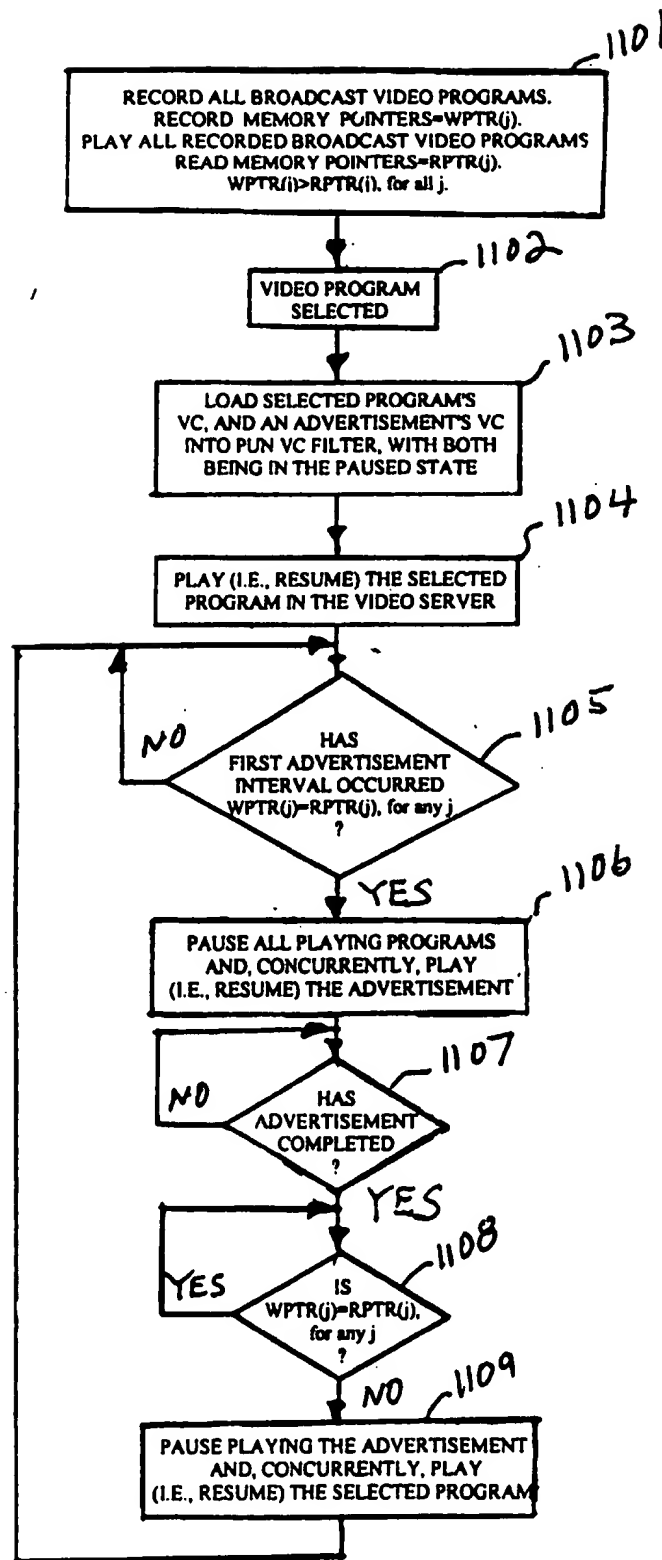 1101
RECORD ALL BROADCAST VIDEO PROGRAMS.
RECORD MEMORY POINTERS=WPTR(j).
PLAY ALL RECORDED BROADCAST VIDEO PROGRAMS
READ MEMORY POINTERS=RPTR(j).
WPTR(j)>RPTR(j), for all j.
1102
VIDEO PROGRAM
SELECTED
1103
LOAD SELECTED PROGRAM'S
VC, AND AN ADVERTISEMENT'S VC
INTO PUN VC FILTER, WITH BOTH
BEING IN THE PAUSED STATE
1104
PLAY (I.E., RESUME) THE SELECTED
PROGRAM IN THE VIDEO SERVER
1105
NO
HAS
FIRST ADVERTISEMENT
INTERVAL OCCURRED
WPTR(j)=RPTR(j), for any j
?
YES
1106
PAUSE ALL PLAYING PROGRAMS
AND, CONCURRENTLY, PLAY
(I.E., RESUME) THE ADVERTISEMENT
1107
NO
HAS
ADVERTISEMENT
COMPLETED
?
YES
1108
YES
IS
WPTR(j)=RPTR(j),
for any j
?
NO
1109
PAUSE PLAYING THE ADVERTISEMENT
AND, CONCURRENTLY, PLAY
(I.E., RESUME) THE SELECTED PROGRAM